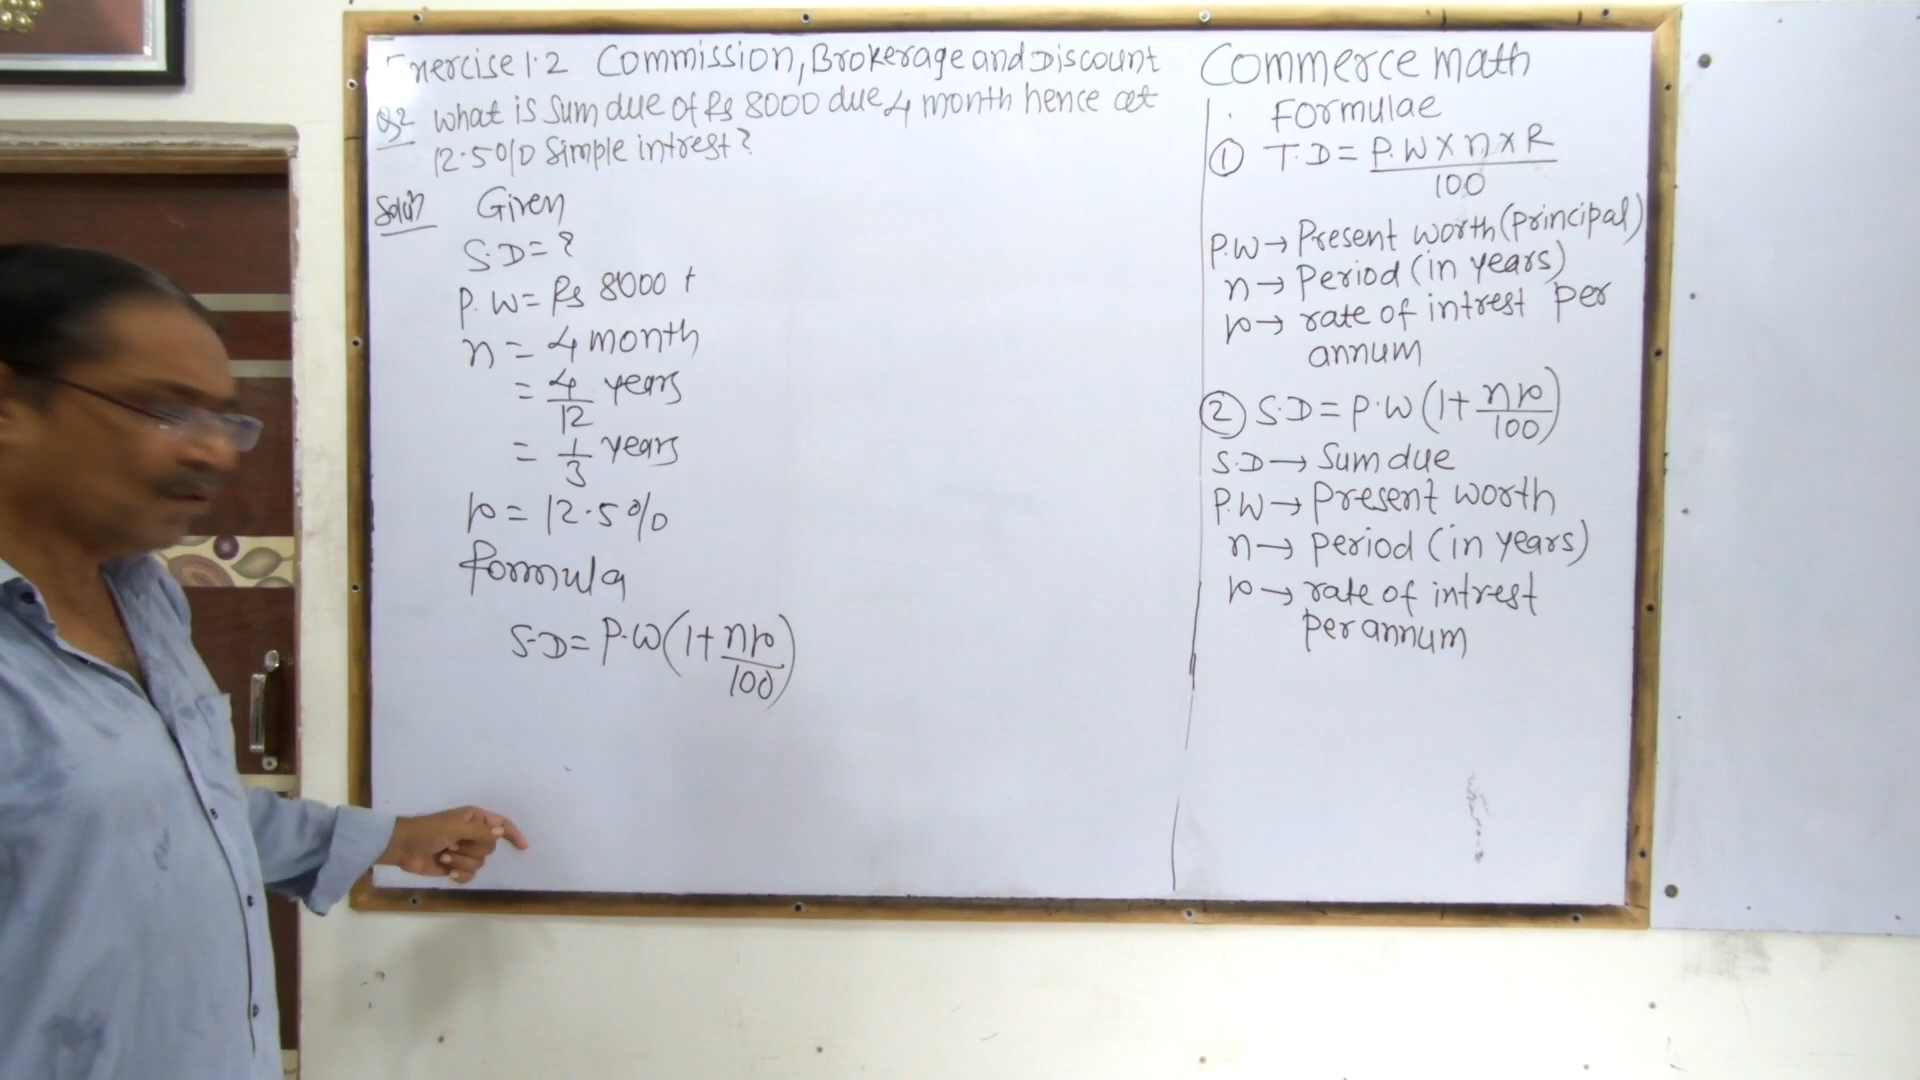 Exercise 1.2 Commission, Brokerage and Discount
Q2 What is Sum due of Rs 8000 due 4 month hence at
12.5% Simple intrest?
Soln Given
S.D = ?
P.W = Rs 8000
n = 4 month
= 4/12 years
= 1/3 years
r = 12.5%
formula
S.D = P.W (1 + nr/100)
Commerce math
Formulae
① T.D = P.W × n × R / 100
P.W → Present worth (Principal)
n → Period (in years)
r → rate of intrest Per
annum
② S.D = P.W (1 + nr/100)
S.D → Sum due
P.W → Present worth
n → Period (in years)
r → rate of intrest
Per annum